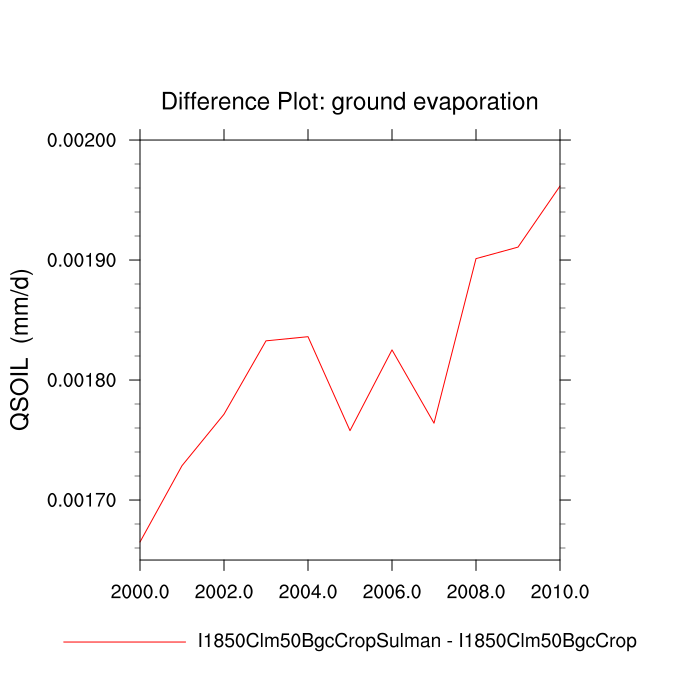 Difference Plot: ground evaporation
0.00200
0.00190
0.00180
0.00170
QSOIL (mm/d)
2000.0 2002.0 2004.0 2006.0 2008.0 2010.0
I1850Clm50BgcCropSulman - I1850Clm50BgcCrop